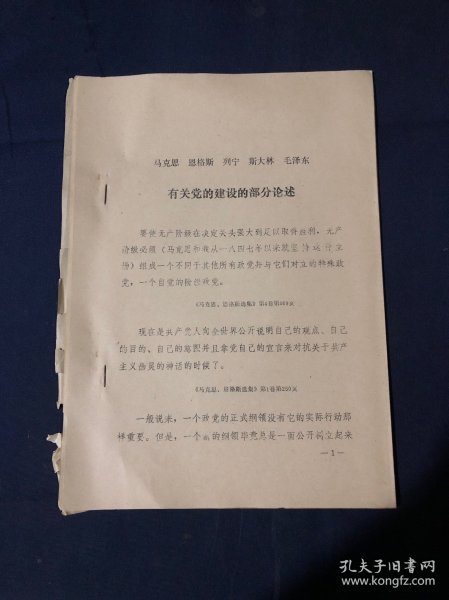 马克思 恩格斯 列宁 斯大林 毛泽东
有关党的建设的部分论述
要使无产阶级在决定关头强大到足以取得胜利，无产
阶级必须（马克思和我从一八四七年以来就坚持这种立
场）组成一个不同于其他所有政党并与它们对立的特殊政
党，一个自觉的阶级政党。
《马克思、恩格斯选集》第4卷第469页
现在是共产党人向全世界公开说明自己的观点、自己
的目的、自己的意图并且拿党自己的宣言来对抗关于共产
主义幽灵的神话的时候了。
《马克思、恩格斯选集》第1卷第250页
一般说来，一个政党的正式纲领没有它的实际行动那
样重要。但是，一个的纲领毕竟总是一面公开树立起来
—1—
孔夫子旧书网
www.kongfz.com